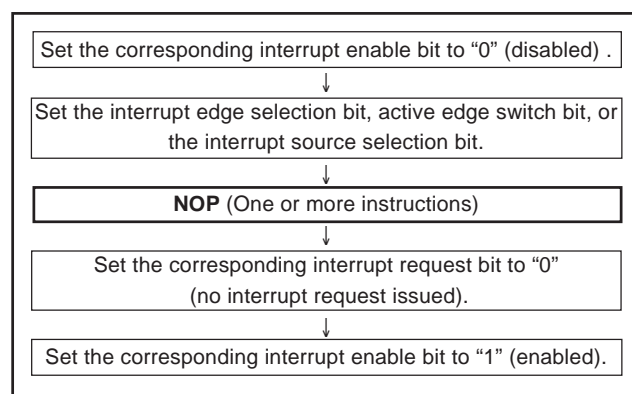 Set the corresponding interrupt enable bit to “0” (disabled) .
Set the interrupt edge selection bit, active edge switch bit, or
the interrupt source selection bit.
NOP (One or more instructions)
Set the corresponding interrupt request bit to “0”
(no interrupt request issued).
Set the corresponding interrupt enable bit to “1” (enabled).